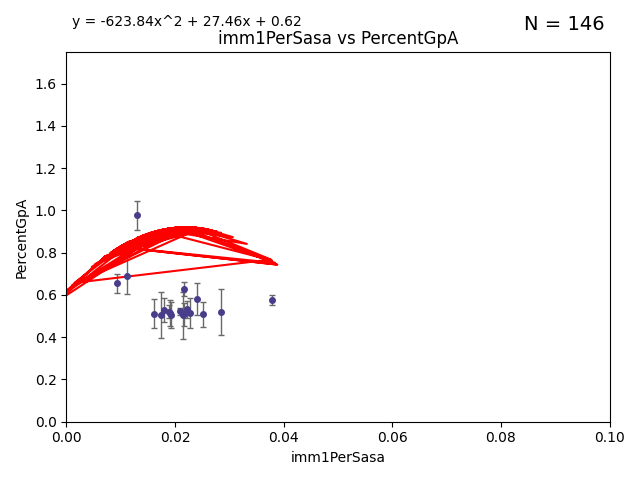 y = -623.84x^2 + 27.46x + 0.62
N = 146
imm1PerSasa vs PercentGpA
PercentGpA
1.6
1.4
1.2
1.0
0.8
0.6
0.4
0.2
0.0
0.00 0.02 0.04 0.06 0.08 0.10
imm1PerSasa